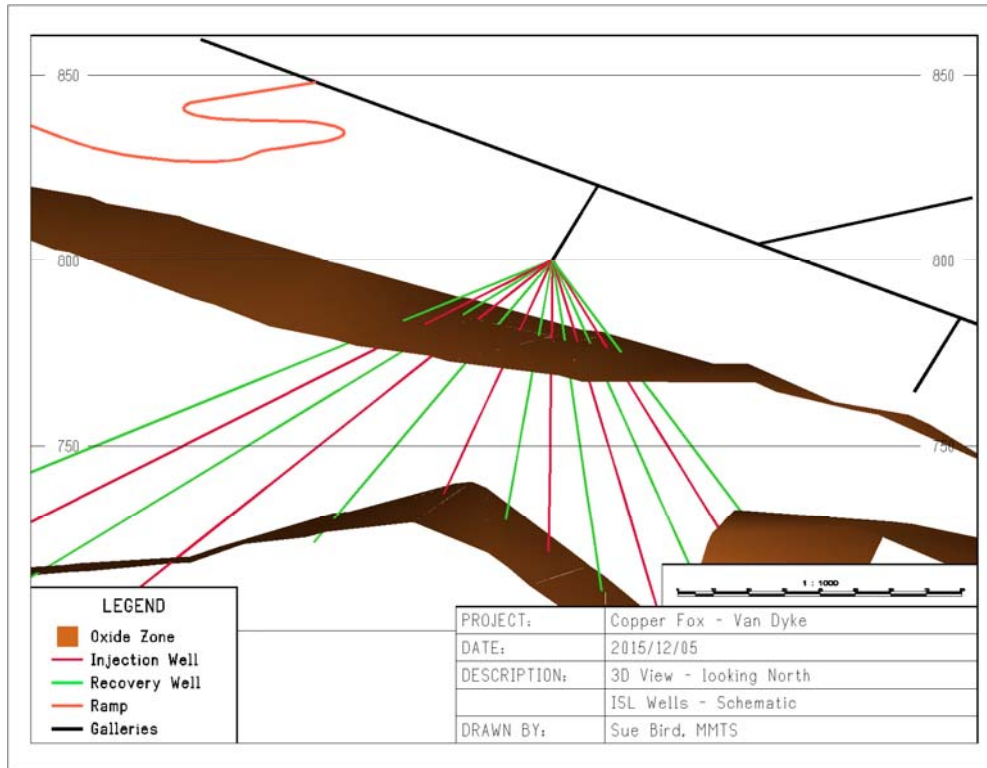 850 850
800 800
750 750
1 : 1000
LEGEND
Oxide Zone
Injection Well
Recovery Well
Ramp
Galleries
PROJECT: Copper Fox - Van Dyke
DATE: 2015/12/05
DESCRIPTION: 3D View - looking North
ISL Wells - Schematic
DRAWN BY: Sue Bird, MMTS